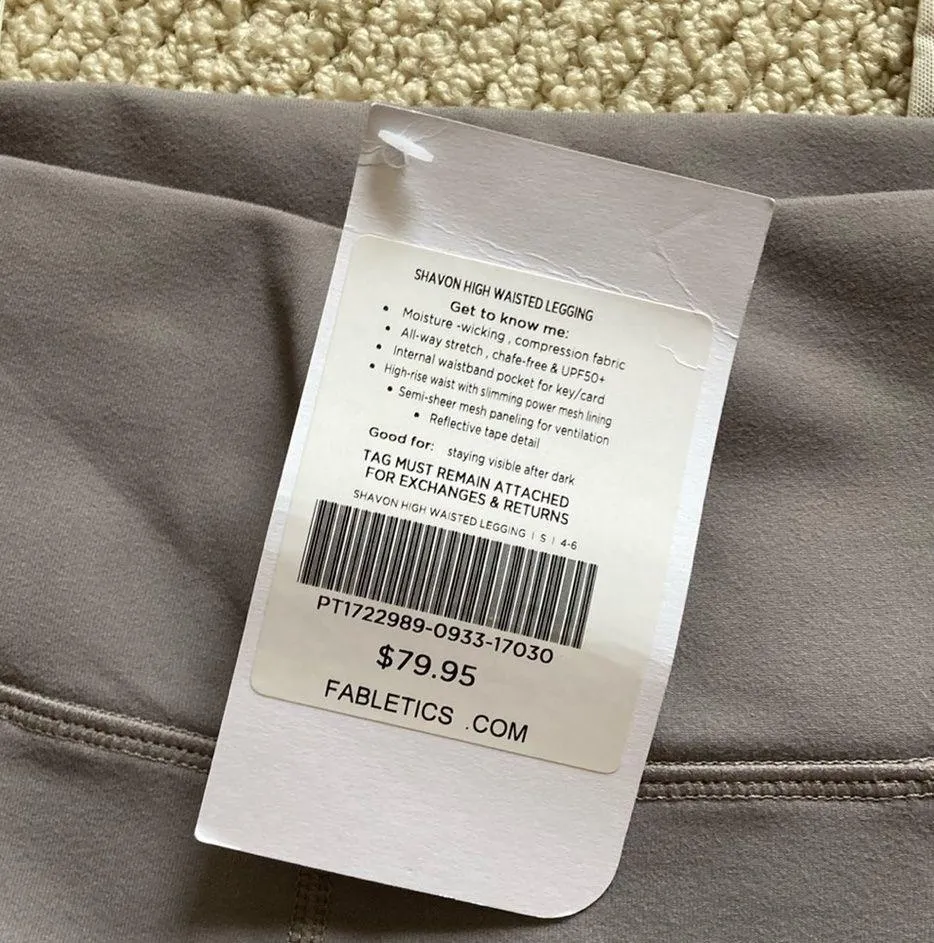 SHAVON HIGH WAISTED LEGGING
Get to know me:
• Moisture -wicking , compression fabric
• All-way stretch , chafe-free & UPF50+
• Internal waistband pocket for key/card
• High-rise waist with slimming power mesh lining
• Semi-sheer mesh paneling for ventilation
• Reflective tape detail
Good for: staying visible after dark
TAG MUST REMAIN ATTACHED
FOR EXCHANGES & RETURNS
SHAVON HIGH WAISTED LEGGING | S | 4-6
PT1722989-0933-17030
$79.95
FABLETICS .COM